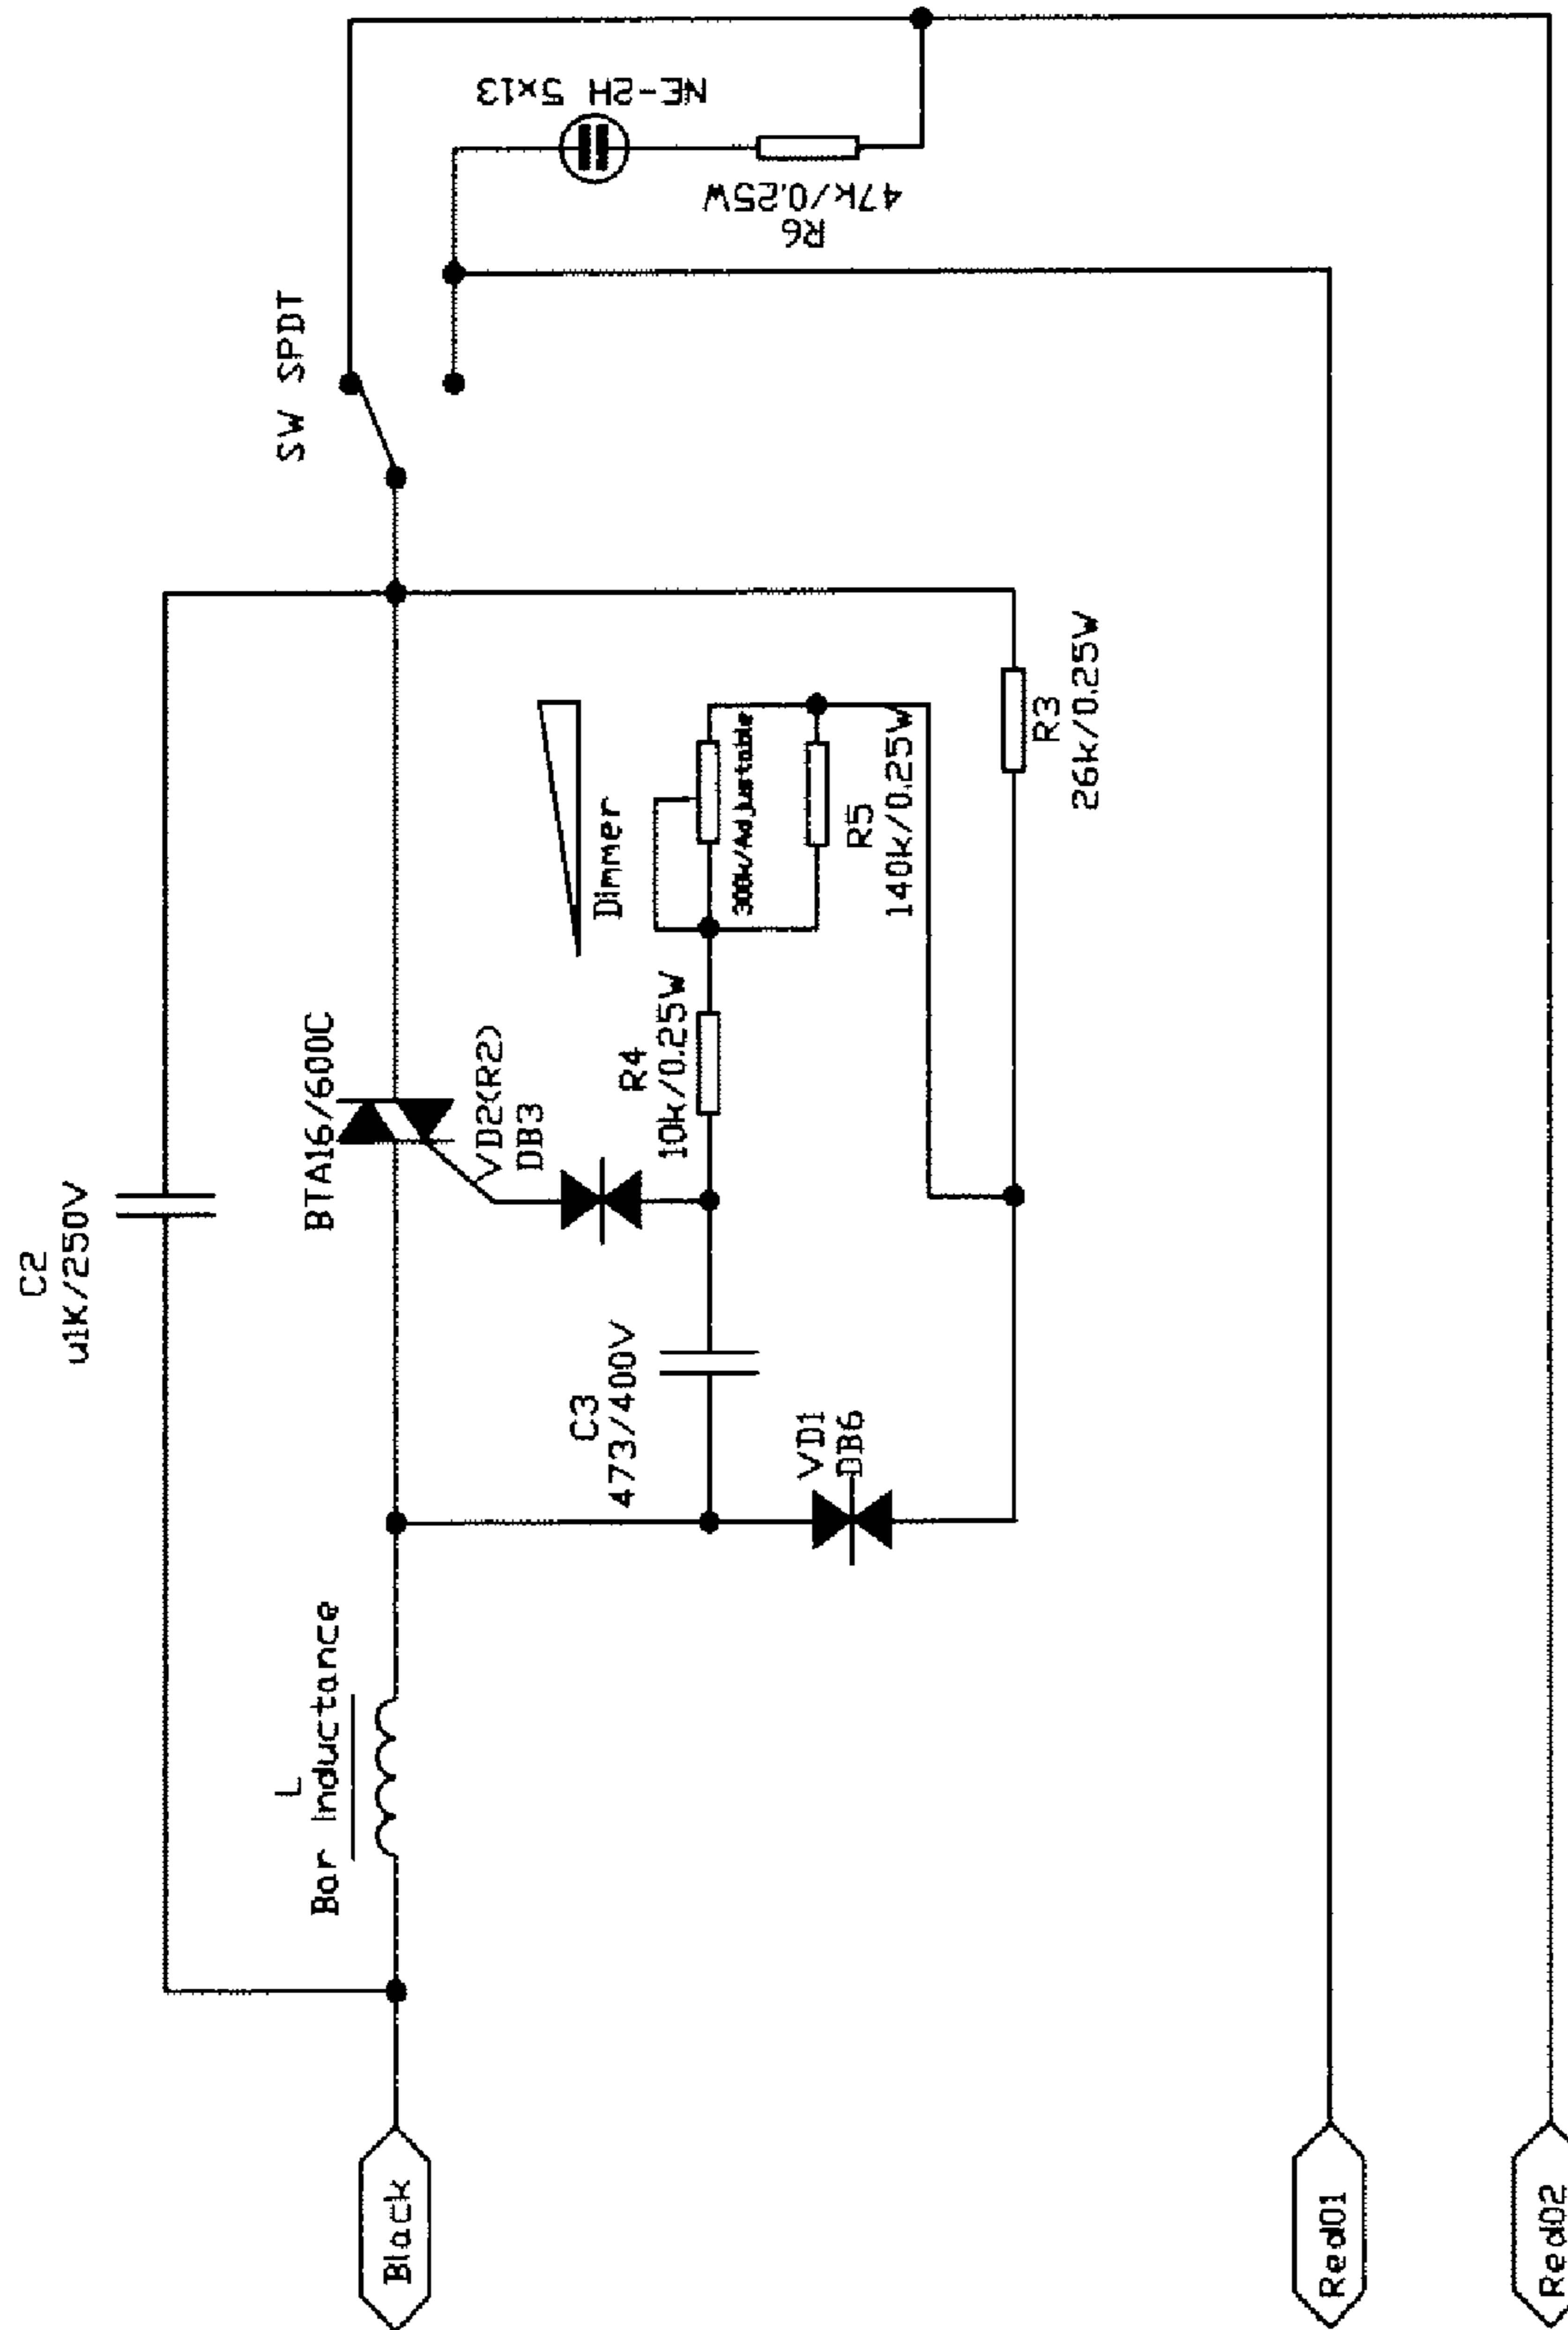 C2
u1K/250V
L
Bar Inductance
BTA16/600C
SW SPDT
VD2(R2)
DB3
Dimmer
NE-2H 5x13
C3
473/400V
R4
10k/0.25W
300k/Adjustable
47k/0.25W
R6
VD1
DB6
R5
140k/0.25W
R3
26k/0.25W
Black
Red01
Red02